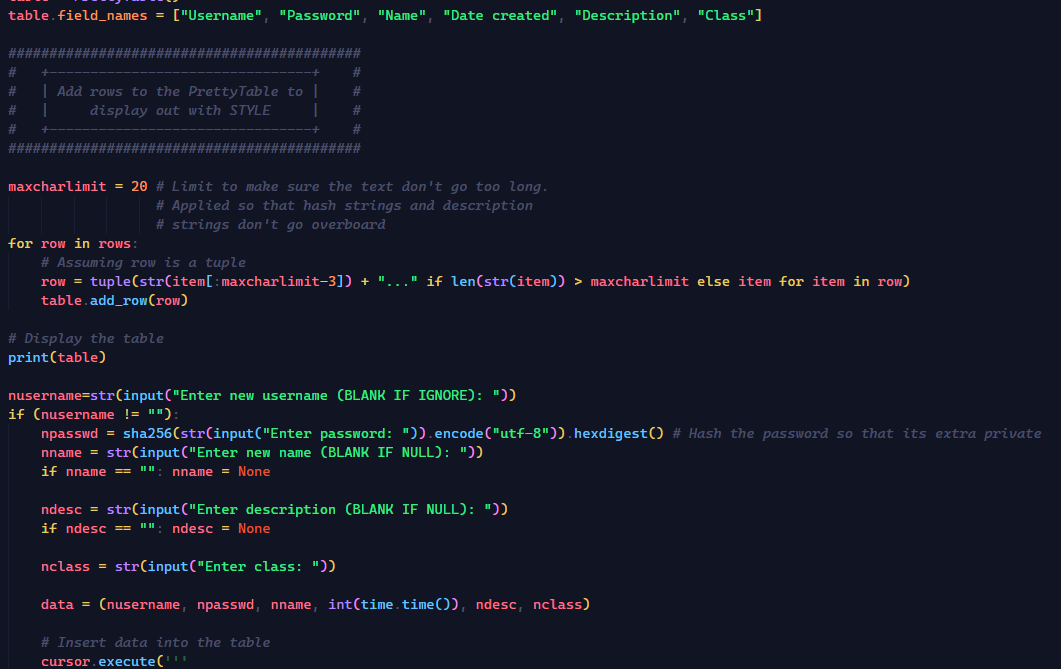 table.field_names = ["Username", "Password", "Name", "Date created", "Description", "Class"]
###########################################
#   +--------------------------------+    #
#   | Add rows to the PrettyTable to |    #
#   |     display out with STYLE     |    #
#   +--------------------------------+    #
###########################################
maxcharlimit = 20 # Limit to make sure the text don't go too long.
                  # Applied so that hash strings and description
                  # strings don't go overboard
for row in rows:
    # Assuming row is a tuple
    row = tuple(str(item[:maxcharlimit-3]) + "..." if len(str(item)) > maxcharlimit else item for item in row)
    table.add_row(row)
# Display the table
print(table)
nusername=str(input("Enter new username (BLANK IF IGNORE): "))
if (nusername != ""):
    npasswd = sha256(str(input("Enter password: ")).encode("utf-8")).hexdigest() # Hash the password so that its extra private
    nname = str(input("Enter new name (BLANK IF NULL): "))
    if nname == "": nname = None
    ndesc = str(input("Enter description (BLANK IF NULL): "))
    if ndesc == "": ndesc = None
    nclass = str(input("Enter class: "))
    data = (nusername, npasswd, nname, int(time.time()), ndesc, nclass)
    # Insert data into the table
    cursor.execute('''